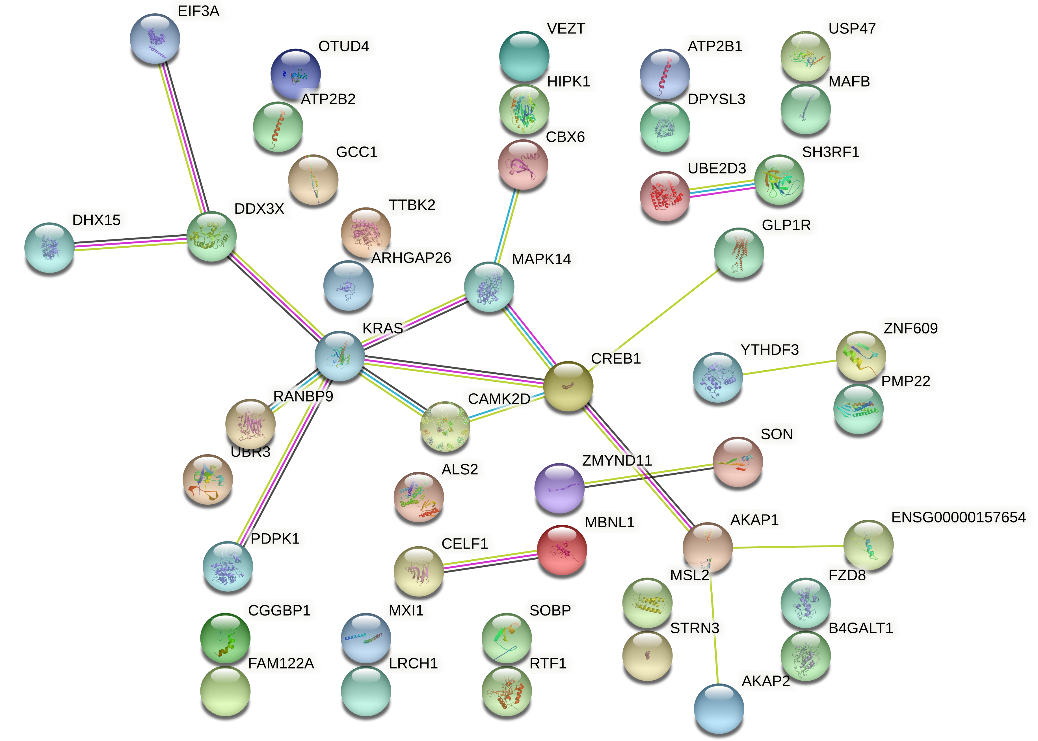 EIF3A
VEZT
USP47
OTUD4
ATP2B1
HIPK1
MAFB
ATP2B2
DPYSL3
CBX6
GCC1
SH3RF1
UBE2D3
TTBK2
DDX3X
DHX15
GLP1R
ARHGAP26
MAPK14
KRAS
ZNF609
YTHDF3
CREB1
PMP22
RANBP9
CAMK2D
SON
UBR3
ZMYND11
ALS2
ENSG00000157654
MBNL1
AKAP1
PDPK1
CELF1
MSL2
FZD8
CGGBP1
MXI1
SOBP
STRN3
B4GALT1
FAM122A
LRCH1
RTF1
AKAP2